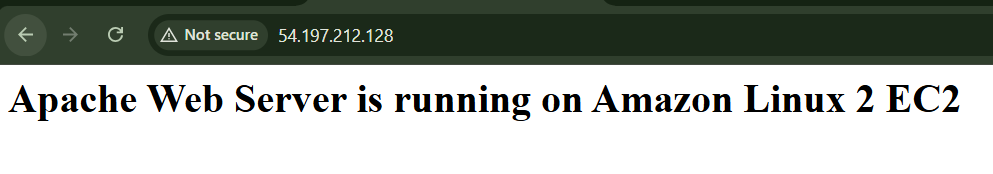 Not secure 54.197.212.128
Apache Web Server is running on Amazon Linux 2 EC2